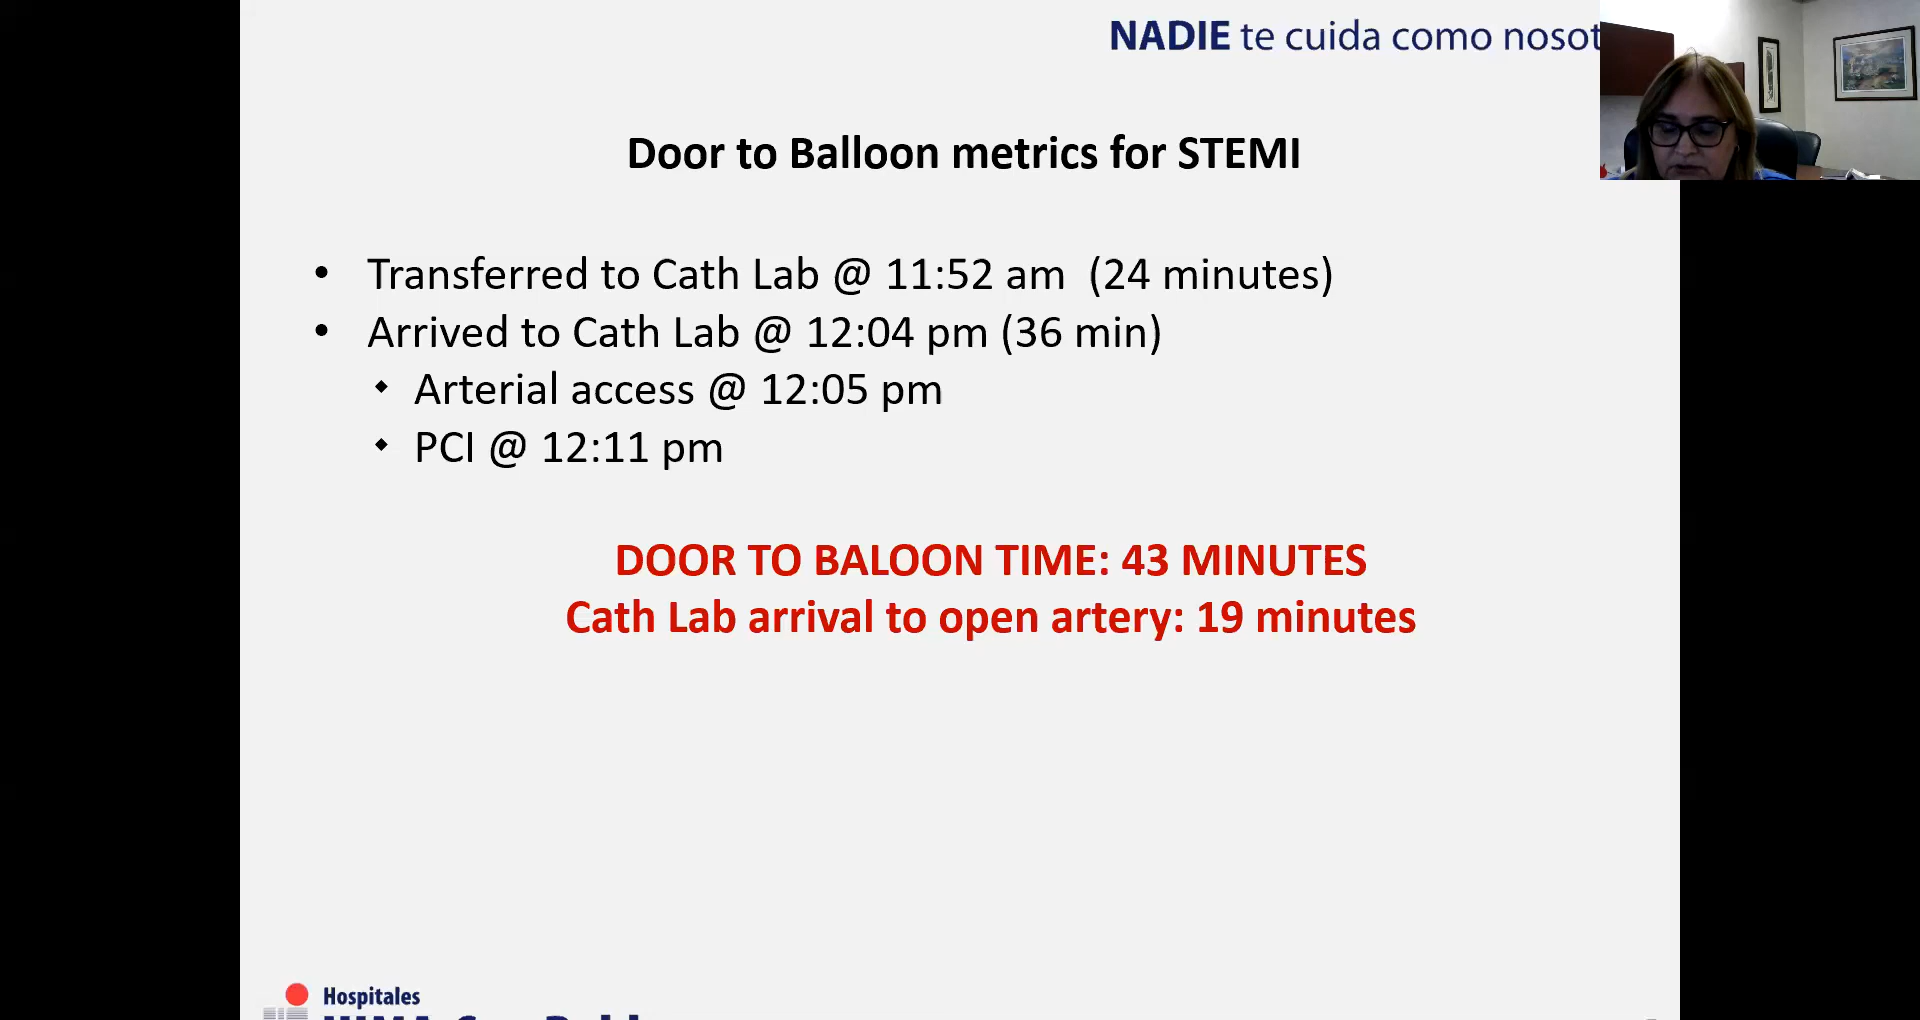 NADIE te cuida como
Door to Balloon metrics for STEMI
• Transferred to Cath Lab @ 11:52 am (24 minutes)
• Arrived to Cath Lab @ 12:04 pm (36 min)
Arterial access @ 12:05 pm
PCI @ 12:11 pm
DOOR TO BALOON TIME: 43 MINUTES
Cath Lab arrival to open artery: 19 minutes
Hospitales